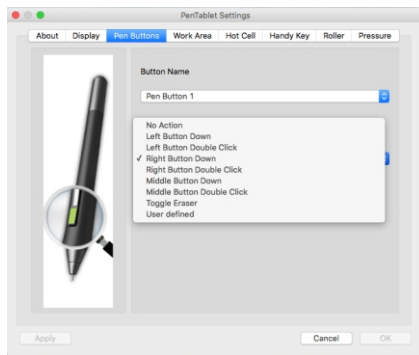 PenTablet Settings
About Display Pen Buttons Work Area Hot Cell Handy Key Roller Pressure
Button Name
Pen Button 1
No Action
Left Button Down
Left Button Double Click
✓ Right Button Down
Right Button Double Click
Middle Button Down
Middle Button Double Click
Toggle Eraser
User defined
Apply Cancel OK